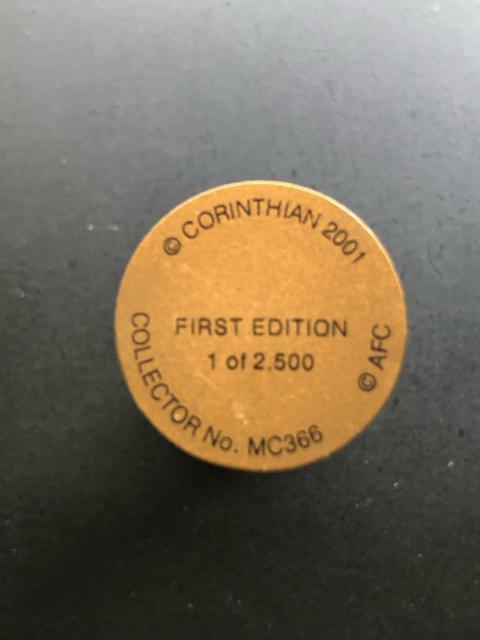 © CORINTHIAN 2001
FIRST EDITION
1 of 2.500
© AFC
COLLECTOR No. MC366